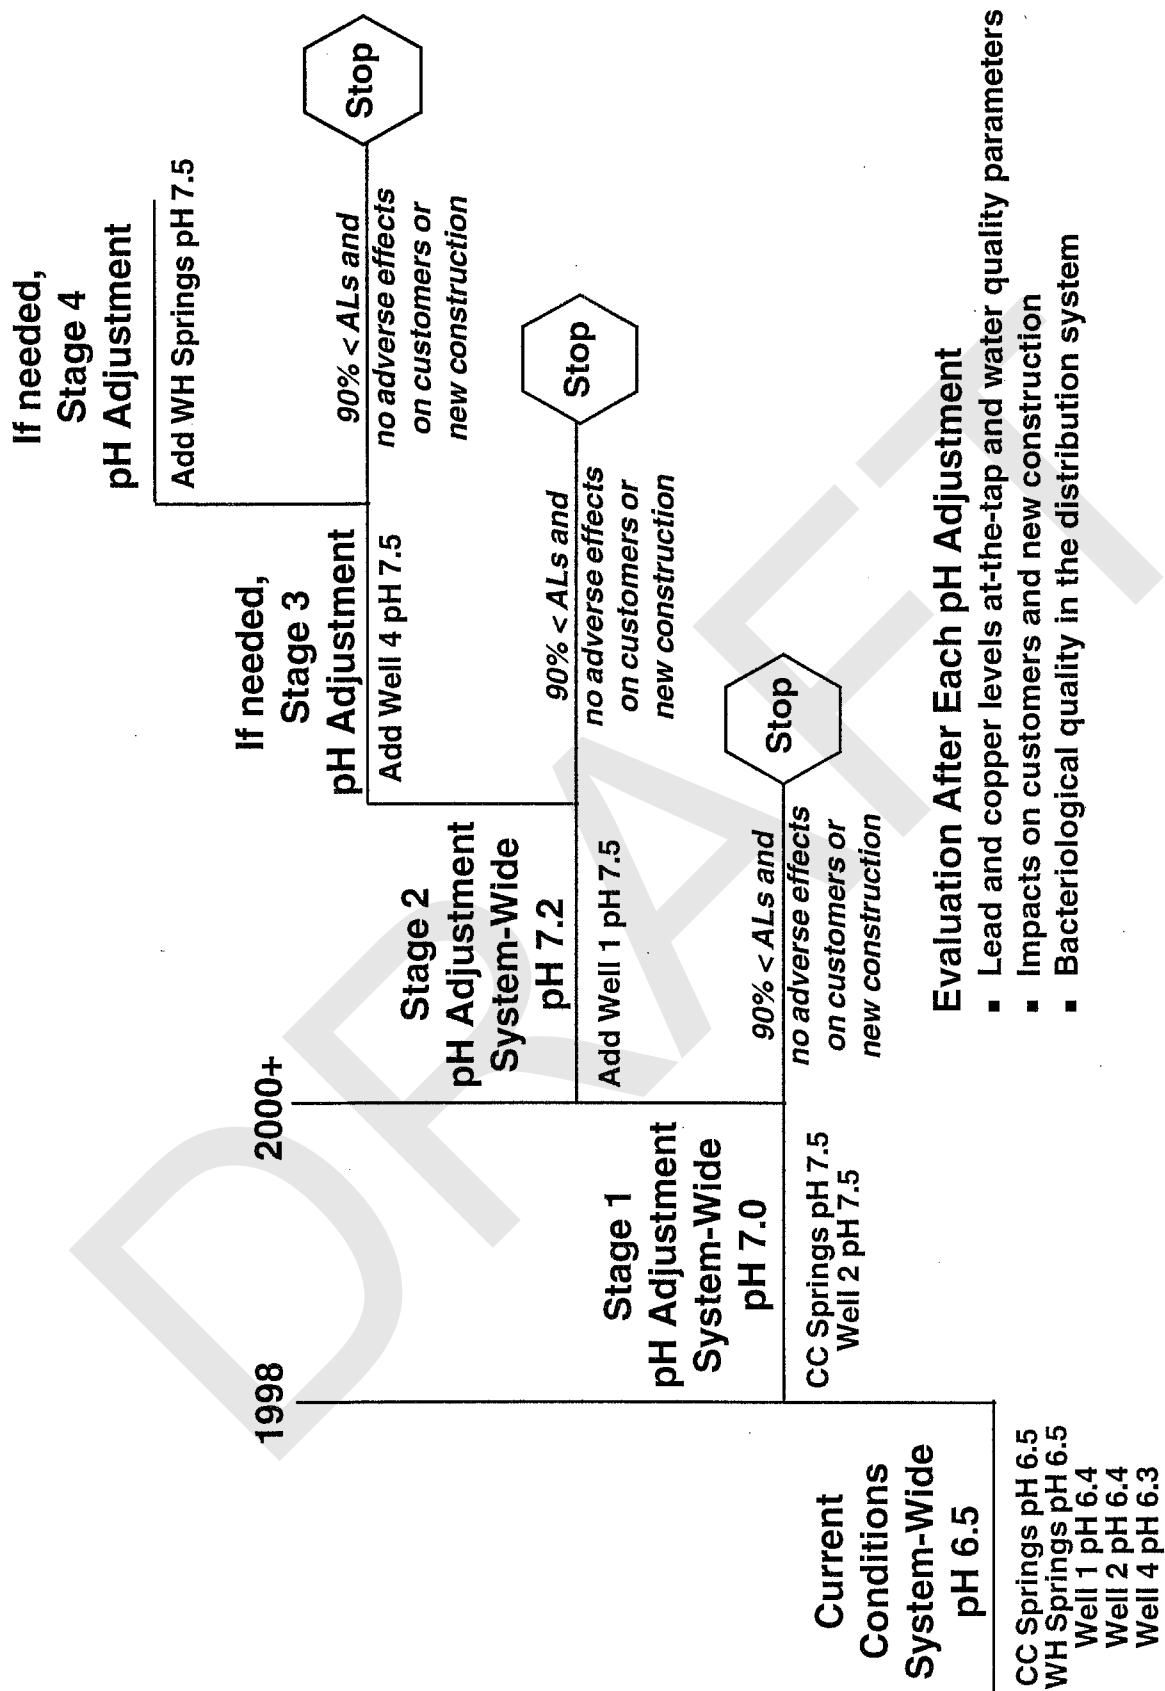 If needed,
Stage 4
pH Adjustment
Add WH Springs pH 7.5
90% < ALs and
no adverse effects
on customers or
new construction
Stop
If needed,
Stage 3
pH Adjustment
Add Well 4 pH 7.5
90% < ALs and
no adverse effects
on customers or
new construction
Stop
2000+
Stage 2
pH Adjustment
System-Wide
pH 7.2
Add Well 1 pH 7.5
90% < ALs and
no adverse effects
on customers or
new construction
Stop
1998
Stage 1
pH Adjustment
System-Wide
pH 7.0
CC Springs pH 7.5
Well 2 pH 7.5
Current
Conditions
System-Wide
pH 6.5
CC Springs pH 6.5
WH Springs pH 6.5
Well 1 pH 6.4
Well 2 pH 6.4
Well 4 pH 6.3
Evaluation After Each pH Adjustment
▪ Lead and copper levels at-the-tap and water quality parameters
▪ Impacts on customers and new construction
▪ Bacteriological quality in the distribution system
DRAFT